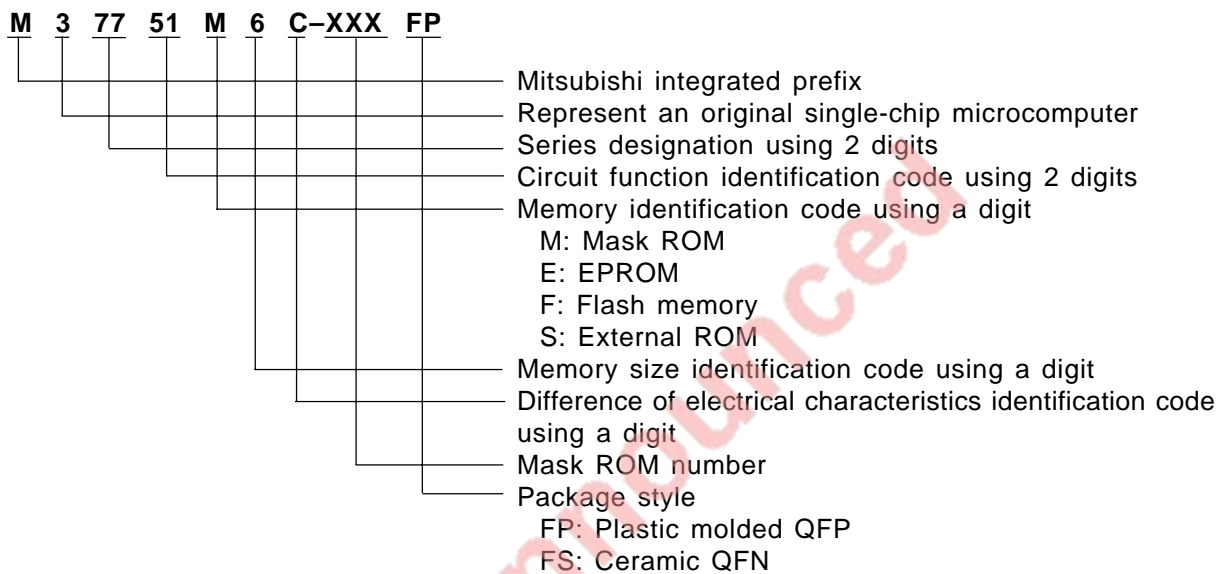 M 3 77 51 M 6 C–XXX FP
Mitsubishi integrated prefix
Represent an original single-chip microcomputer
Series designation using 2 digits
Circuit function identification code using 2 digits
Memory identification code using a digit
M: Mask ROM
E: EPROM
F: Flash memory
S: External ROM
Memory size identification code using a digit
Difference of electrical characteristics identification code
using a digit
Mask ROM number
Package style
FP: Plastic molded QFP
FS: Ceramic QFN
nnounced